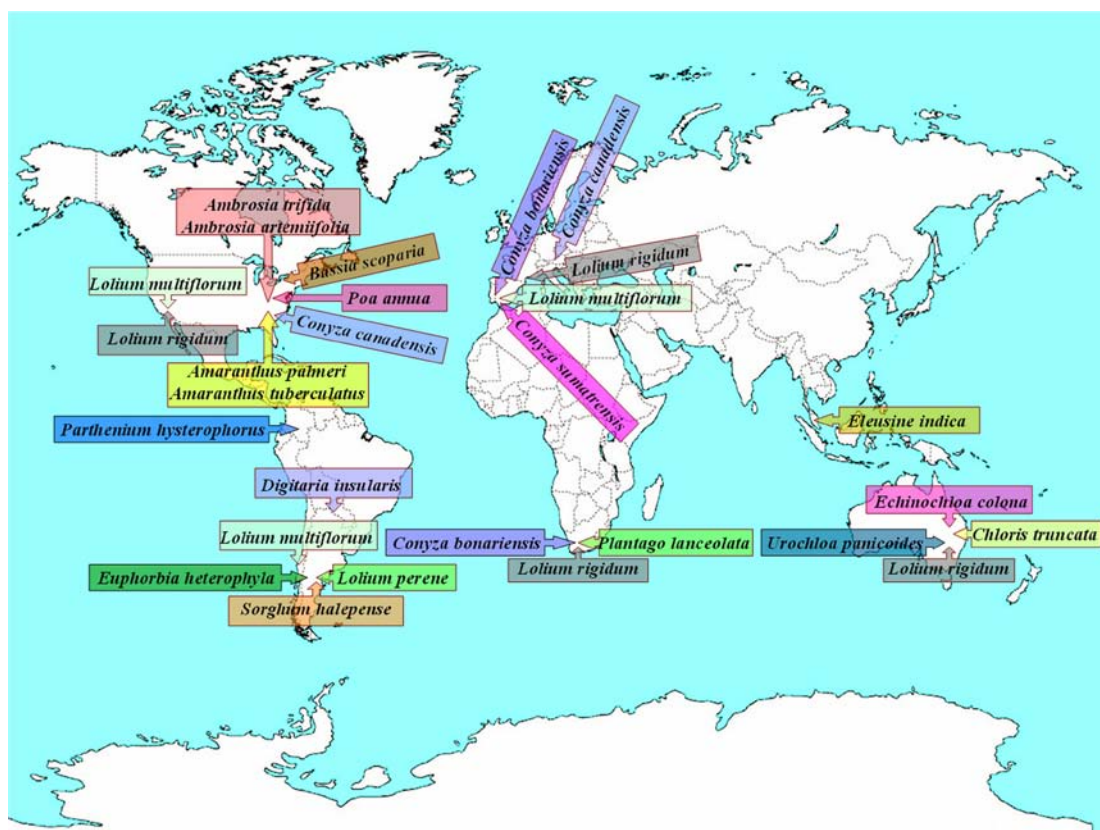 Conyza bonariensis
Conyza canadensis
Ambrosia trifida
Ambrosia artemiifolia
Bassia scoparia
Lolium rigidum
Lolium multiflorum
Poa annua
Lolium multiflorum
Lolium rigidum
Conyza canadensis
Conyza sumatrensis
Amaranthus palmeri
Amaranthus tuberculatus
Parthenium hysterophorus
Eleusine indica
Digitaria insularis
Echinochloa colona
Lolium multiflorum
Conyza bonariensis
Plantago lanceolata
Urochloa panicoides
Chloris truncata
Euphorbia heterophyla
Lolium perene
Lolium rigidum
Lolium rigidum
Sorghum halepense